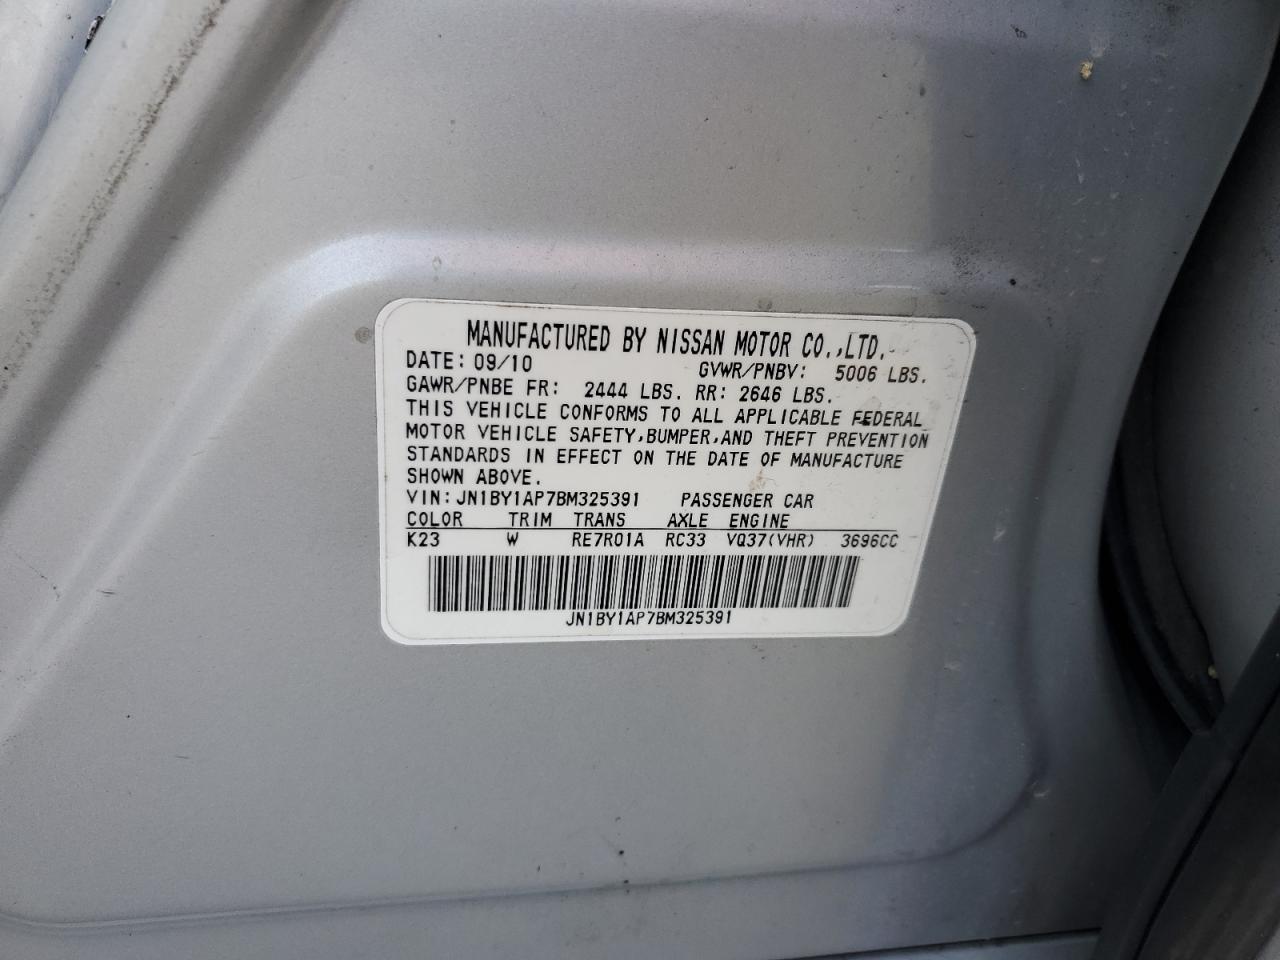 MANUFACTURED BY NISSAN MOTOR CO.,LTD.
DATE: 09/10 GVWR/PNBV: 5006 LBS.
GAWR/PNBE FR: 2444 LBS. RR: 2646 LBS.
THIS VEHICLE CONFORMS TO ALL APPLICABLE FEDERAL
MOTOR VEHICLE SAFETY,BUMPER,AND THEFT PREVENTION
STANDARDS IN EFFECT ON THE DATE OF MANUFACTURE
SHOWN ABOVE.
VIN: JN1BY1AP7BM325391 PASSENGER CAR
COLOR TRIM TRANS AXLE ENGINE
K23 W RE7R01A RC33 VQ37(VHR) 3696CC
JN1BY1AP7BM325391